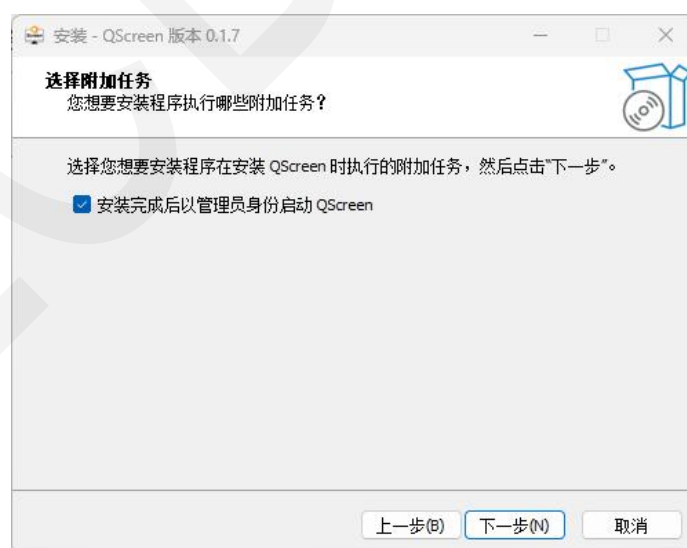 安装 - QScreen 版本 0.1.7
选择附加任务
您想要安装程序执行哪些附加任务？
选择您想要安装程序在安装 QScreen 时执行的附加任务，然后点击“下一步”。
安装完成后以管理员身份启动 QScreen
上一步(B) 下一步(N) 取消